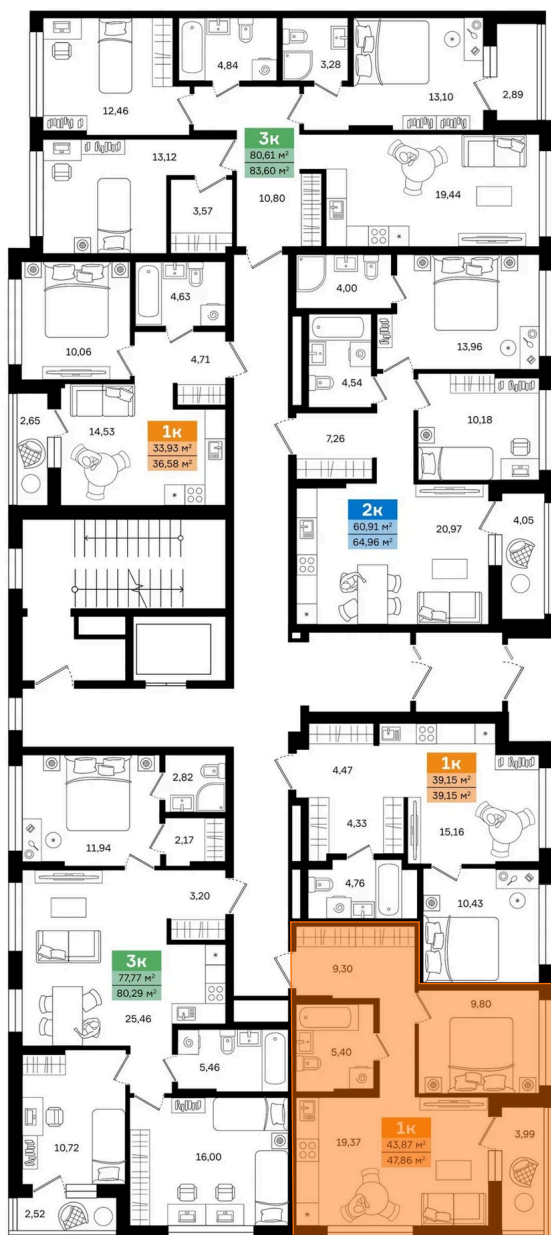 4,84
3,28
12,46
13,10
2,89
3к
80,61 м²
83,60 м²
13,12
3,57
10,80
19,44
4,63
4,00
10,06
4,71
13,96
4,54
2,65
14,53
1к
33,93 м²
36,58 м²
10,18
7,26
2к
60,91 м²
64,96 м²
20,97
4,05
2,82
4,47
1к
39,15 м²
39,15 м²
11,94
2,17
4,33
15,16
3,20
4,76
10,43
3к
77,77 м²
80,29 м²
25,46
9,30
9,80
5,46
5,40
10,72
16,00
19,37
1к
43,87 м²
47,86 м²
3,99
2,52